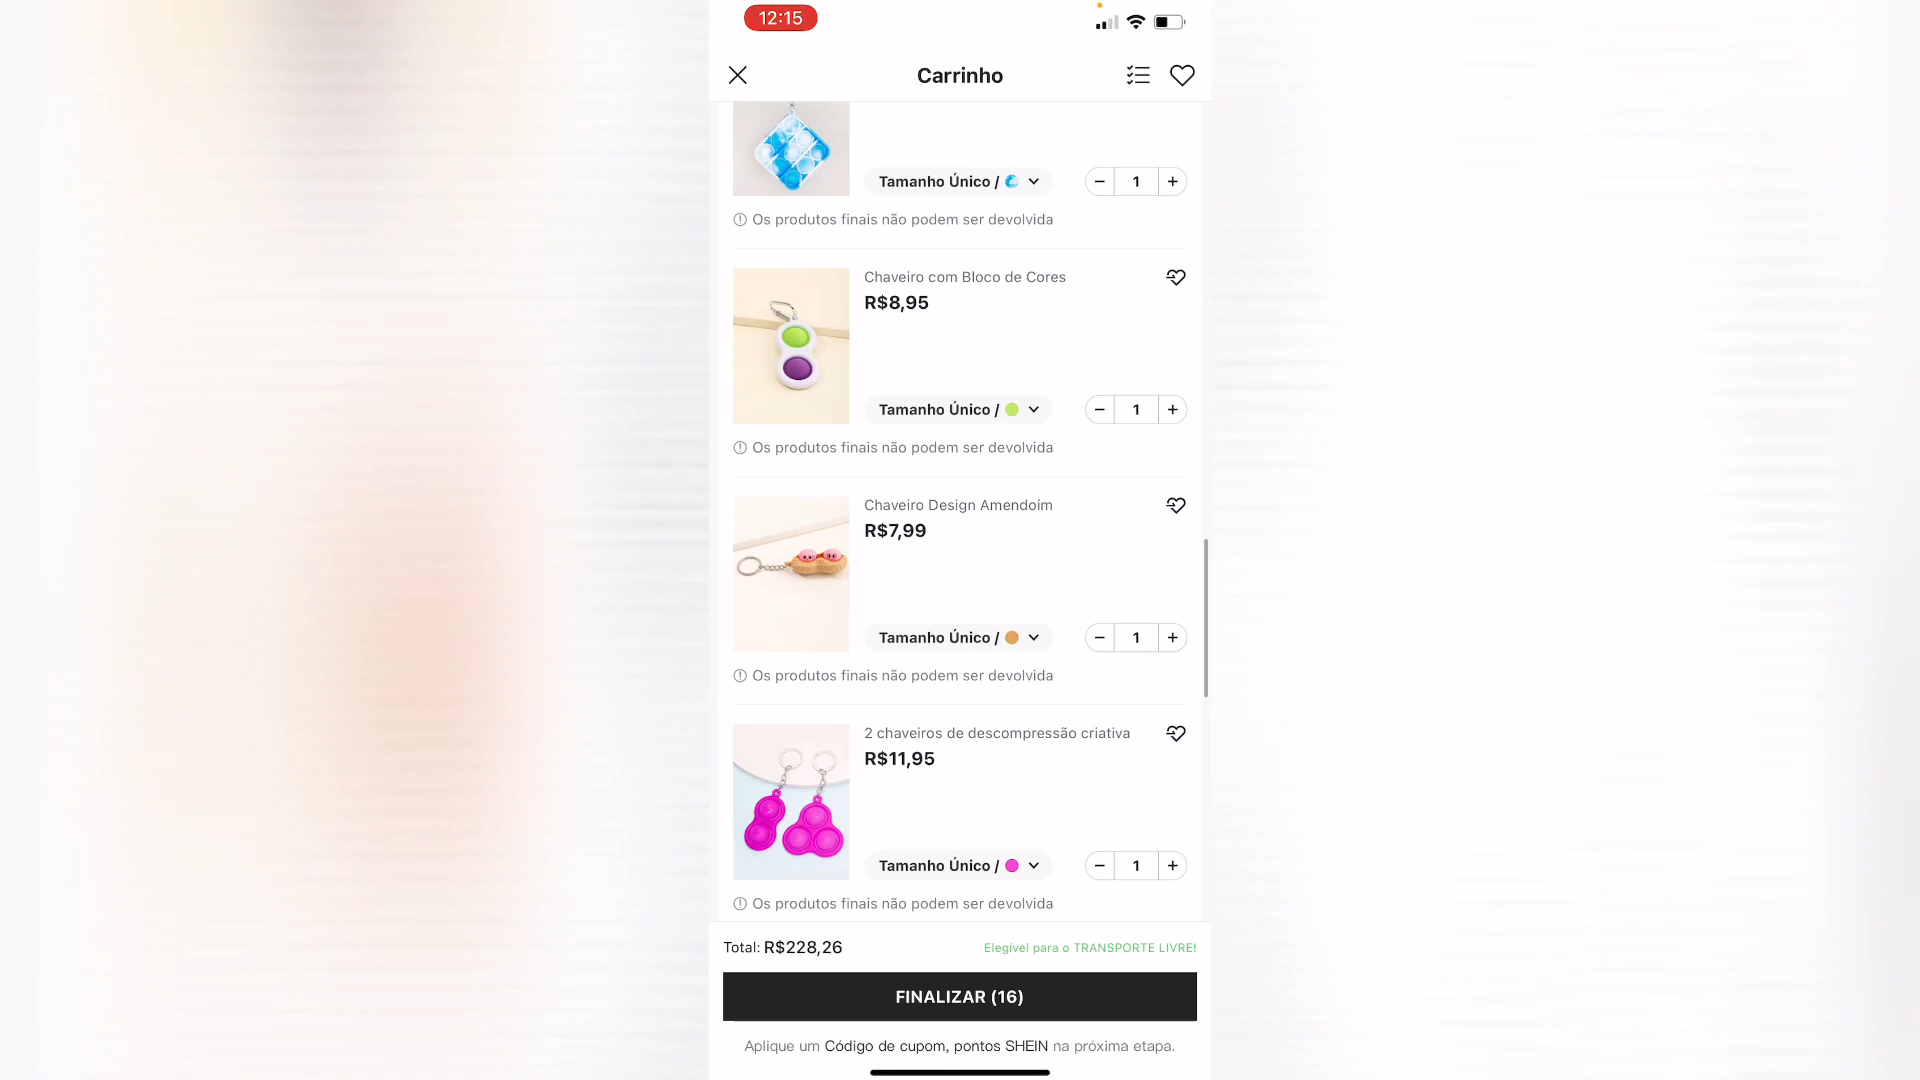 12:15
Carrinho
Tamanho Único /
1
Os produtos finais não podem ser devolvida
Chaveiro com Bloco de Cores
R$8,95
Tamanho Único /
1
Os produtos finais não podem ser devolvida
Chaveiro Design Amendoim
R$7,99
Tamanho Único /
1
Os produtos finais não podem ser devolvida
2 chaveiros de descompressão criativa
R$11,95
Tamanho Único /
1
Os produtos finais não podem ser devolvida
Total: R$228,26
Elegível para o TRANSPORTE LIVRE!
FINALIZAR (16)
Aplique um Código de cupom, pontos SHEIN na próxima etapa.